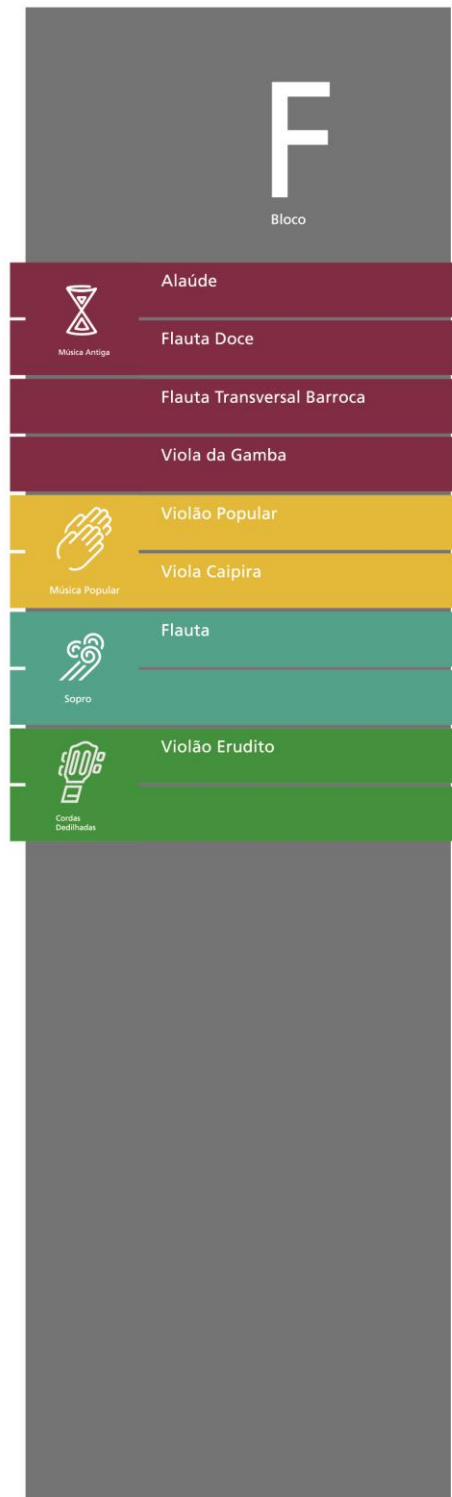 F
Bloco
Alaúde
Música Antiga
Flauta Doce
Flauta Transversal Barroca
Viola da Gamba
Violão Popular
Música Popular
Viola Caipira
Flauta
Sopro
Violão Erudito
Cordas
Dedilhadas